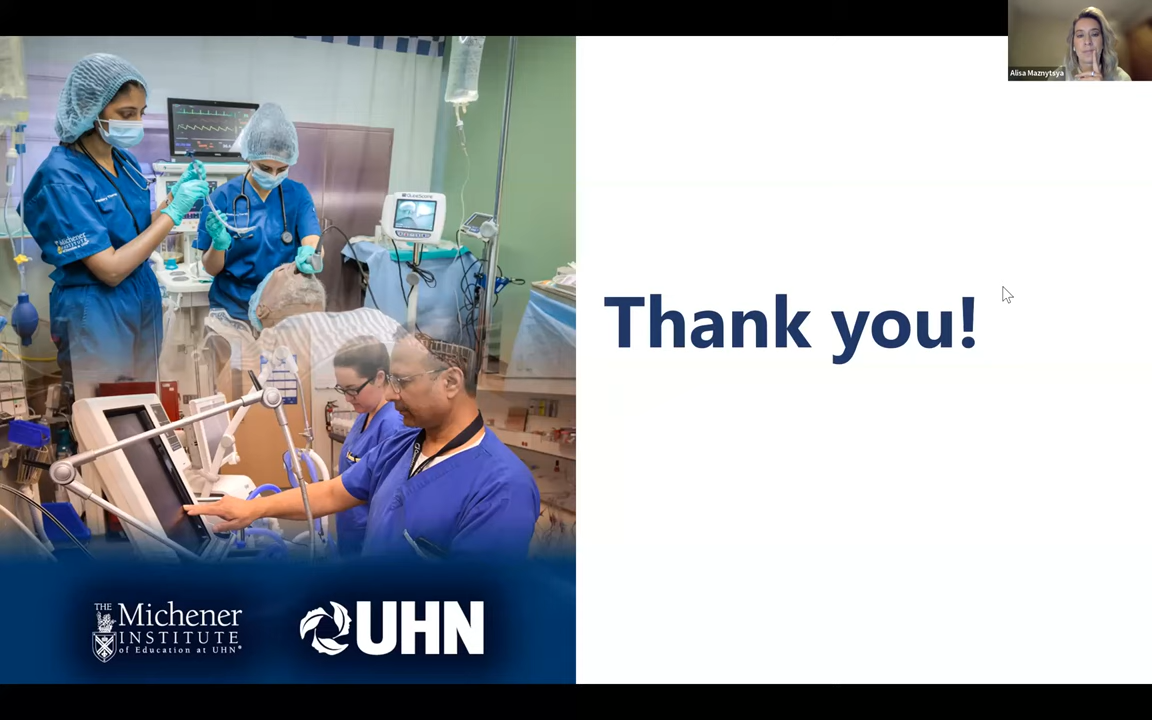 Alisa Maznytsya
Thank you!
THE
Michener
INSTITUTE
of Education at UHN
UHN